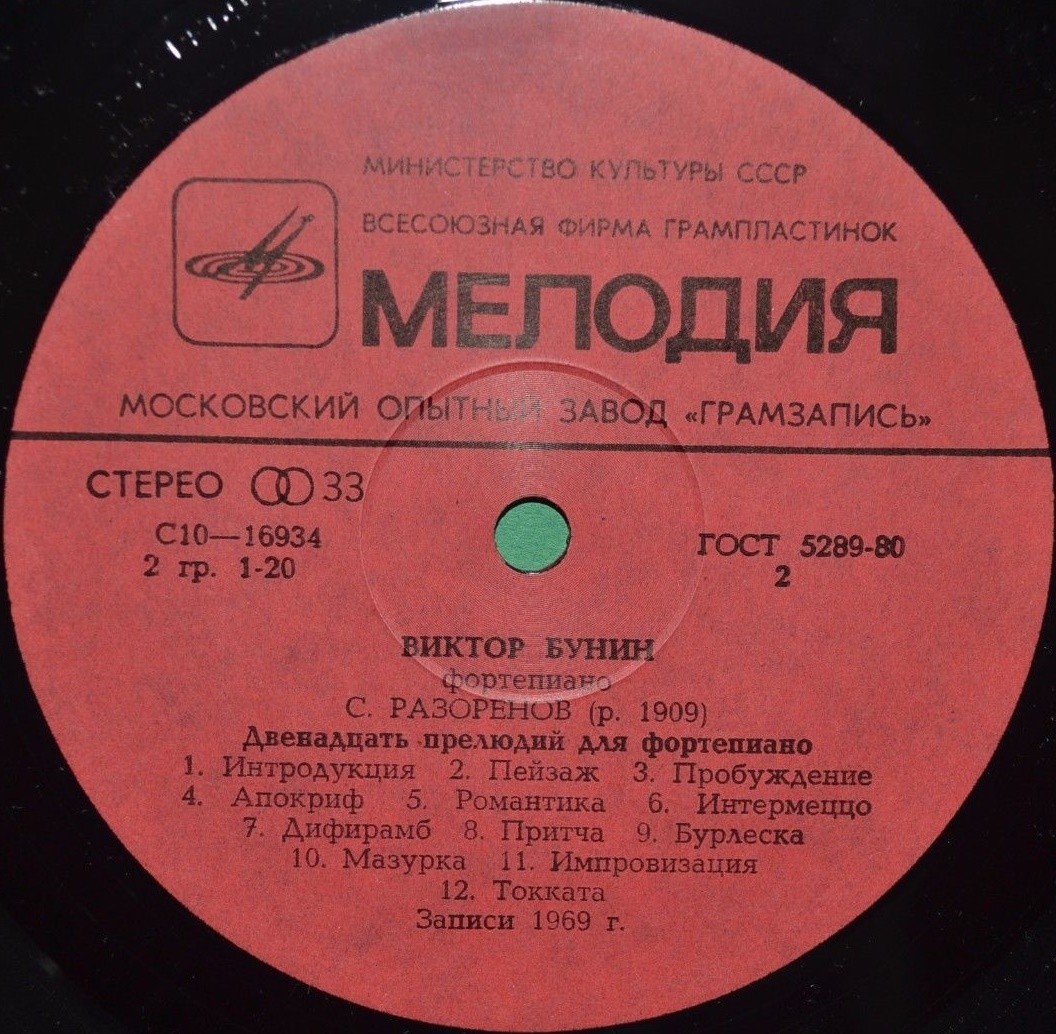 МИНИСТЕРСТВО КУЛЬТУРЫ СССР
ВСЕСОЮЗНАЯ ФИРМА ГРАМПЛАСТИНОК
МЕЛОДИЯ
МОСКОВСКИЙ ОПЫТНЫЙ ЗАВОД «ГРАМЗАПИСЬ»
СТЕРЕО 33
С10—16934
2 гр. 1-20
ГОСТ 5289-80
2
ВИКТОР БУНИН
фортепиано
С. РАЗОРЕНОВ (р. 1909)
Двенадцать прелюдий для фортепиано
1. Интродукция 2. Пейзаж 3. Пробуждение
4. Апокриф 5. Романтика 6. Интермеццо
7. Дифирамб 8. Притча 9. Бурлеска
10. Мазурка 11. Импровизация
12. Токката
Записи 1969 г.